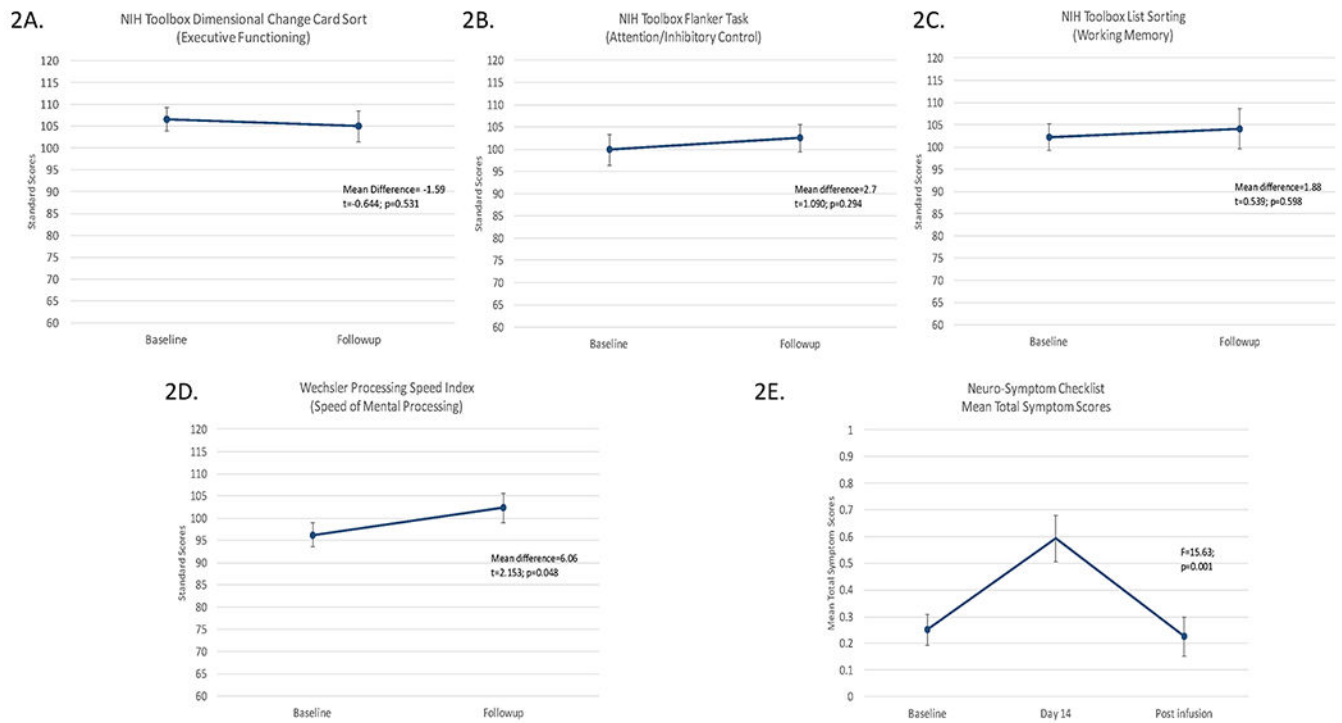 2A.
NIH Toolbox Dimensional Change Card Sort
(Executive Functioning)
Standard Scores
120
115
110
105
100
95
90
85
80
75
70
65
60
Mean Difference= -1.59
t=-0.644; p=0.531
Baseline
Followup
2B.
NIH Toolbox Flanker Task
(Attention/Inhibitory Control)
Standard Scores
120
115
110
105
100
95
90
85
80
75
70
65
60
Mean difference=2.7
t=1.090; p=0.294
Baseline
Followup
2C.
NIH Toolbox List Sorting
(Working Memory)
Standard Scores
120
115
110
105
100
95
90
85
80
75
70
65
60
Mean difference=1.88
t=0.539; p=0.598
Baseline
Followup
2D.
Wechsler Processing Speed Index
(Speed of Mental Processing)
Standard Scores
120
115
110
105
100
95
90
85
80
75
70
65
60
Mean difference=6.06
t=2.153; p=0.048
Baseline
Followup
2E.
Neuro-Symptom Checklist
Mean Total Symptom Scores
Mean Total Symptom Scores
1
0.9
0.8
0.7
0.6
0.5
0.4
0.3
0.2
0.1
0
F=15.63;
p=0.001
Baseline
Day 14
Post infusion